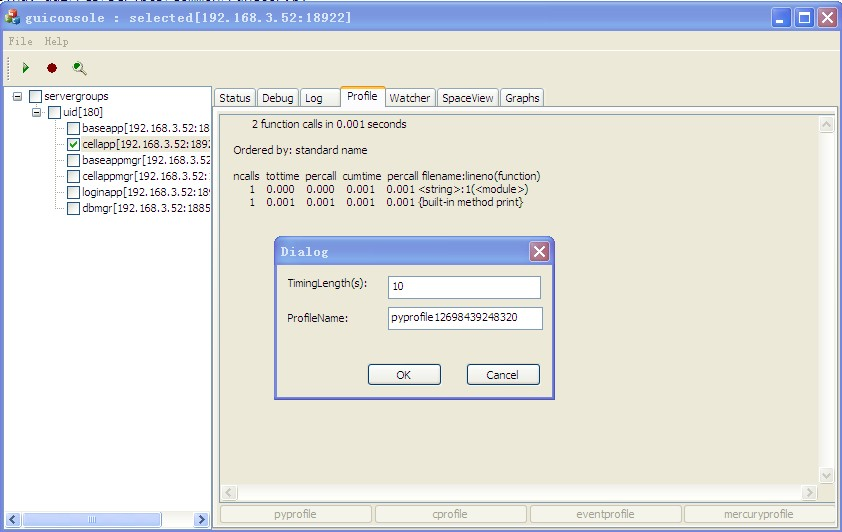 guiconsole : selected[192.168.3.52:18922]
File Help
servergroups
uid[180]
baseapp[192.168.3.52:18
cellapp[192.168.3.52:1892
baseappmgr[192.168.3.52
cellappmgr[192.168.3.52:
loginapp[192.168.3.52:189
dbmgr[192.168.3.52:1885
Status Debug Log Profile Watcher SpaceView Graphs
2 function calls in 0.001 seconds
Ordered by: standard name
ncalls tottime percall cumtime percall filename:lineno(function)
1 0.000 0.000 0.001 0.001 <string>:1(<module>)
1 0.001 0.001 0.001 0.001 {built-in method print}
Dialog
TimingLength(s): 10
ProfileName: pyprofile12698439248320
OK Cancel
pyprofile cprofile eventprofile mercuryprofile